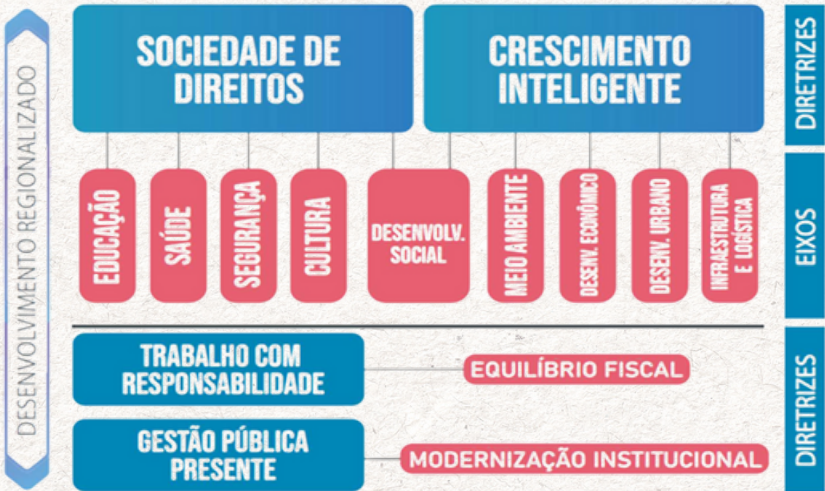 DESENVOLVIMENTO REGIONALIZADO
SOCIEDADE DE
DIREITOS
CRESCIMENTO
INTELIGENTE
DIRETRIZES
EDUCAÇÃO
SAÚDE
SEGURANÇA
CULTURA
DESENVOLV.
SOCIAL
MEIO AMBIENTE
DESENV. ECONÔMICO
DESENV. URBANO
INFRAESTRUTURA
E LOGÍSTICA
EIXOS
TRABALHO COM
RESPONSABILIDADE
EQUILÍBRIO FISCAL
GESTÃO PÚBLICA
PRESENTE
MODERNIZAÇÃO INSTITUCIONAL
DIRETRIZES